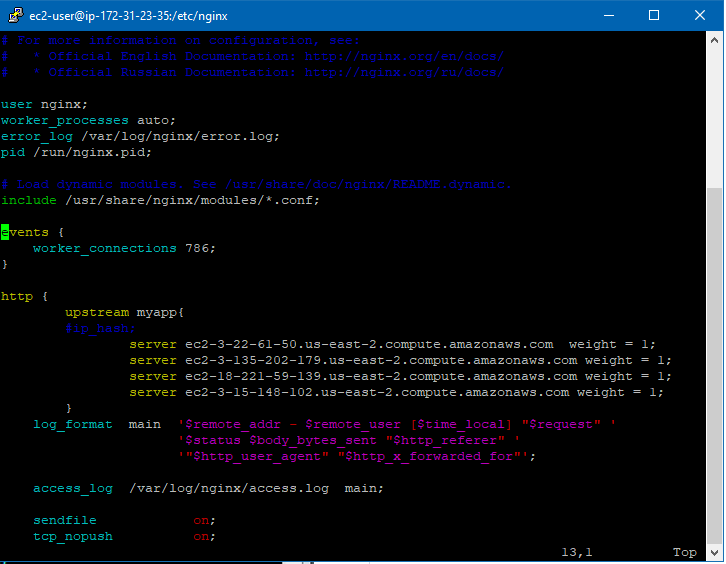 ec2-user@ip-172-31-23-35:/etc/nginx
# For more information on configuration, see:
#   * Official English Documentation: http://nginx.org/en/docs/
#   * Official Russian Documentation: http://nginx.org/ru/docs/
user nginx;
worker_processes auto;
error_log /var/log/nginx/error.log;
pid /run/nginx.pid;
# Load dynamic modules. See /usr/share/doc/nginx/README.dynamic.
include /usr/share/nginx/modules/*.conf;
events {
    worker_connections 786;
}
http {
        upstream myapp{
        #ip_hash;
                server ec2-3-22-61-50.us-east-2.compute.amazonaws.com  weight = 1;
                server ec2-3-135-202-179.us-east-2.compute.amazonaws.com weight = 1;
                server ec2-18-221-59-139.us-east-2.compute.amazonaws.com weight = 1;
                server ec2-3-15-148-102.us-east-2.compute.amazonaws.com weight = 1;
        }
    log_format  main  '$remote_addr - $remote_user [$time_local] "$request" '
                      '$status $body_bytes_sent "$http_referer" '
                      '"$http_user_agent" "$http_x_forwarded_for"';
    access_log  /var/log/nginx/access.log  main;
    sendfile            on;
    tcp_nopush          on;
13,1          Top